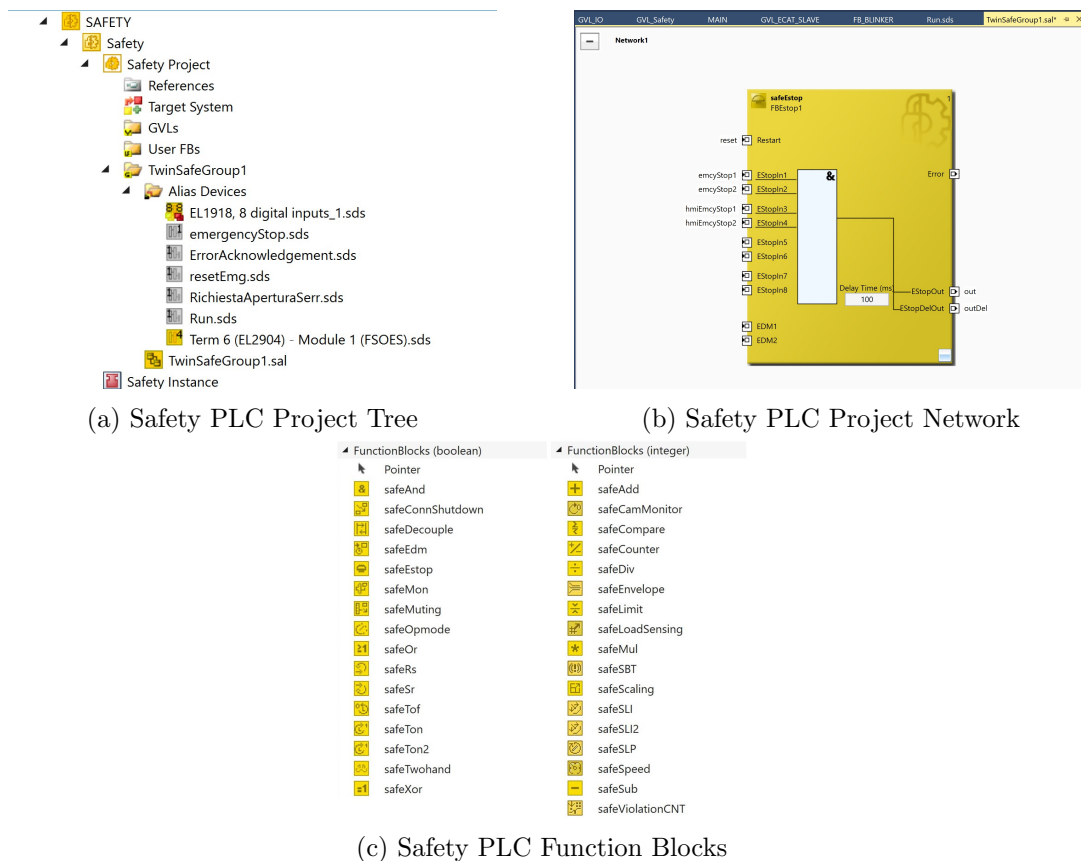 SAFETY
Safety
Safety Project
References
Target System
GVLs
User FBs
TwinSafeGroup1
Alias Devices
EL1918, 8 digital inputs_1.sds
emergencyStop.sds
ErrorAcknowledgement.sds
resetEmg.sds
RichiestaAperturaSerr.sds
Run.sds
Term 6 (EL2904) - Module 1 (FSOES).sds
TwinSafeGroup1.sal
Safety Instance
(a) Safety PLC Project Tree
GVL_IO GVL_Safety MAIN GVL_ECAT_SLAVE FB_BLINKER Run.sds TwinSafeGroup1.sal*
Network1
safeEstop 1
FBEstop1
reset Restart
emcyStop1 EStopIn1 & Error
emcyStop2 EStopIn2
hmiEmcyStop1 EStopIn3
hmiEmcyStop2 EStopIn4
EStopIn5
EStopIn6
EStopIn7
EStopIn8 Delay Time (ms)
100
EStopOut out
EStopDelOut outDel
EDM1
EDM2
(b) Safety PLC Project Network
FunctionBlocks (boolean)
Pointer
safeAnd
safeConnShutdown
safeDecouple
safeEdm
safeEstop
safeMon
safeMuting
safeOpmode
safeOr
safeRs
safeSr
safeTof
safeTon
safeTon2
safeTwohand
safeXor
FunctionBlocks (integer)
Pointer
safeAdd
safeCamMonitor
safeCompare
safeCounter
safeDiv
safeEnvelope
safeLimit
safeLoadSensing
safeMul
safeSBT
safeScaling
safeSLI
safeSLI2
safeSLP
safeSpeed
safeSub
safeViolationCNT
(c) Safety PLC Function Blocks